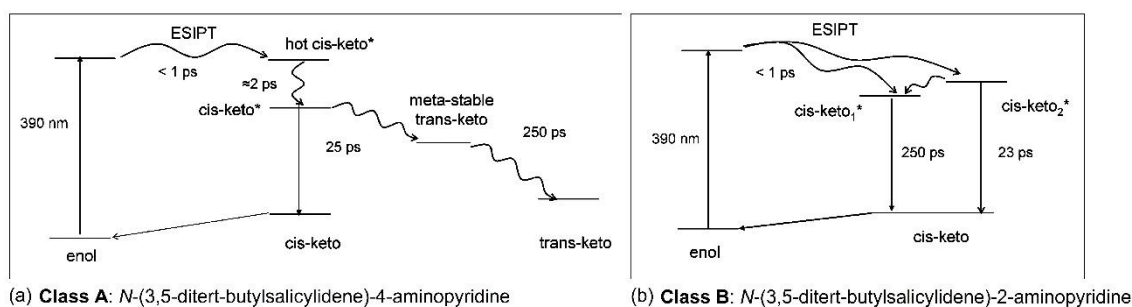 ESIPT
hot cis-keto*
< 1 ps
≈2 ps
cis-keto*
meta-stable
trans-keto
390 nm
25 ps
250 ps
cis-keto
enol
trans-keto
(a) Class A: N-(3,5-ditert-butylsalicylidene)-4-aminopyridine
ESIPT
< 1 ps
cis-keto₁*
cis-keto₂*
390 nm
250 ps
23 ps
cis-keto
enol
(b) Class B: N-(3,5-ditert-butylsalicylidene)-2-aminopyridine